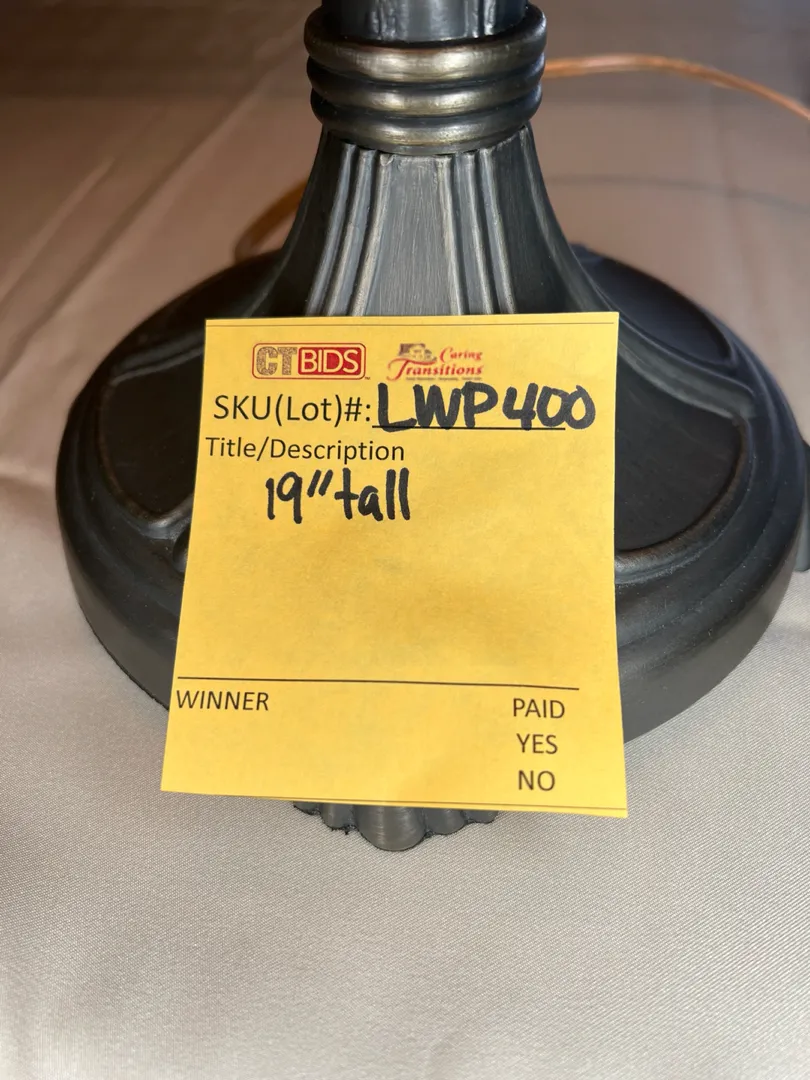 CTBIDS Caring Transitions
SKU(Lot)#: LWP400
Title/Description
19" tall
WINNER PAID
YES
NO